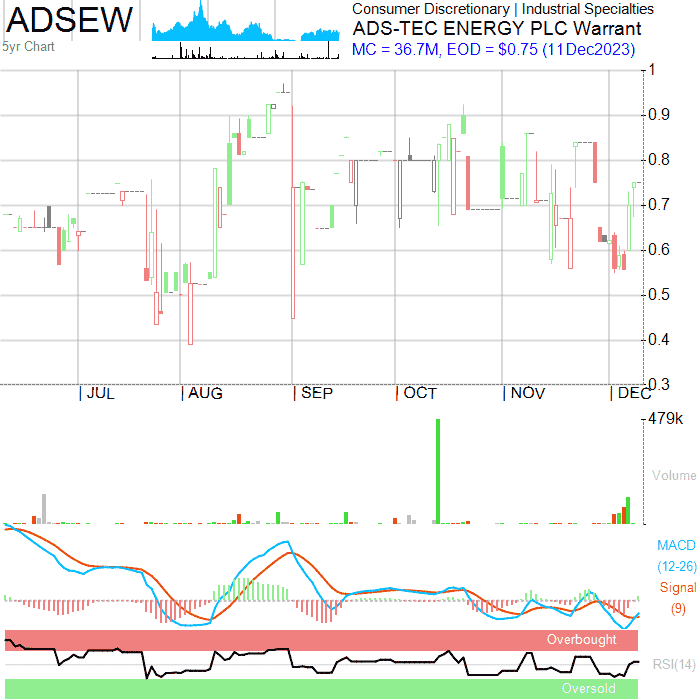 ADSEW
5yr Chart
Consumer Discretionary | Industrial Specialties
ADS-TEC ENERGY PLC Warrant
MC = 36.7M, EOD = $0.75 (11Dec2023)
1
0.9
0.8
0.7
0.6
0.5
0.4
0.3
JUL
AUG
SEP
OCT
NOV
DEC
479k
Volume
MACD
(12-26)
Signal
(9)
Overbought
RSI(14)
Oversold